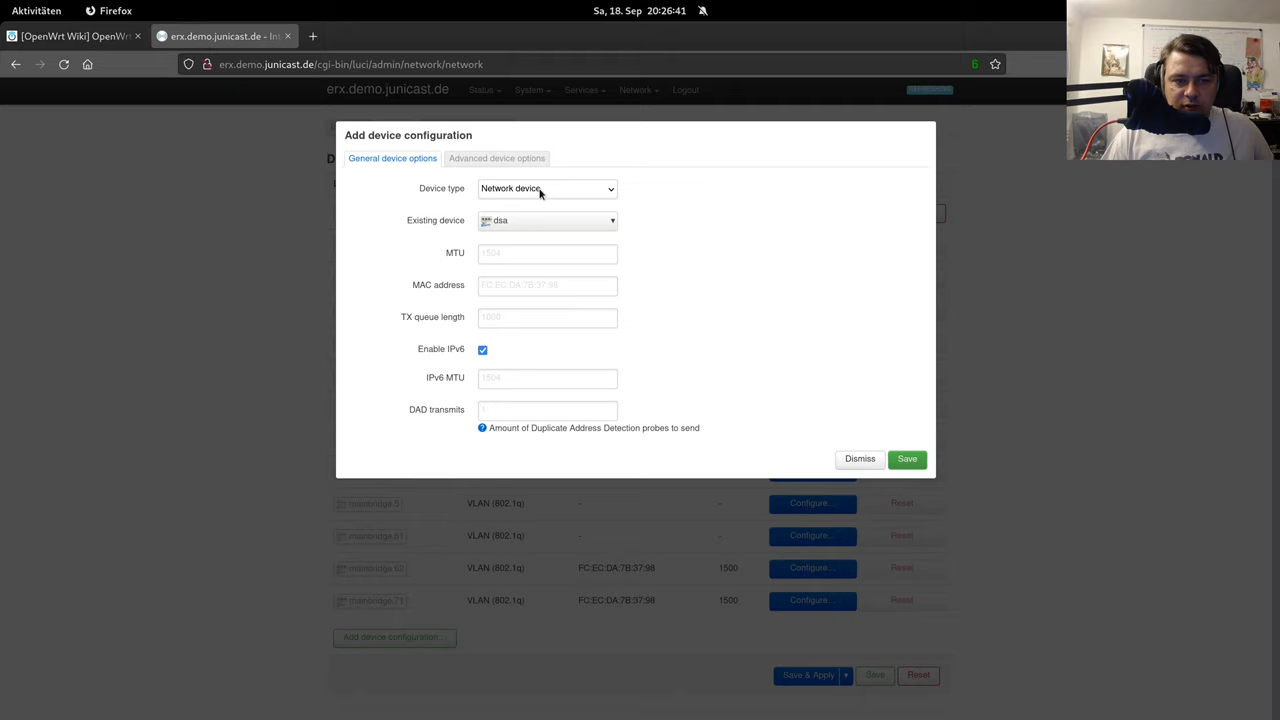 Aktivitäten Firefox Sa, 18. Sep 20:26:41
[OpenWrt Wiki] OpenWrt × erx.demo.junicast.de - Int × +
erx.demo.junicast.de/cgi-bin/luci/admin/network/network 6
erx.demo.junicast.de Status System Services Network Logout
Add device configuration
General device options Advanced device options
Device type Network device
Existing device dsa
MTU 1504
MAC address FC:EC:DA:7B:37:98
TX queue length 1000
Enable IPv6
IPv6 MTU 1504
DAD transmits 1
Amount of Duplicate Address Detection probes to send
Dismiss Save
mainbridge.5 VLAN (802.1q) - - Configure... Reset
mainbridge.61 VLAN (802.1q) - - Configure... Reset
mainbridge.62 VLAN (802.1q) FC:EC:DA:7B:37:98 1500 Configure... Reset
mainbridge.71 VLAN (802.1q) FC:EC:DA:7B:37:98 1500 Configure... Reset
Add device configuration...
Save & Apply Save Reset